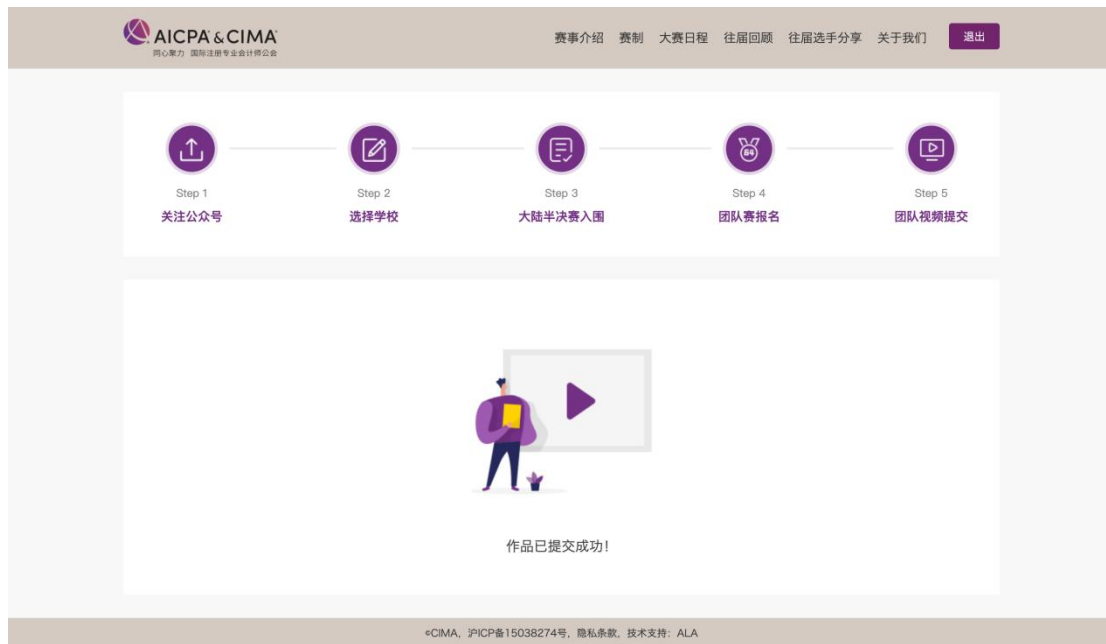 AICPA & CIMA
同心聚力 国际注册专业会计师公会
赛事介绍 赛制 大赛日程 往届回顾 往届选手分享 关于我们 退出
Step 1 Step 2 Step 3 Step 4 Step 5
关注公众号 选择学校 大陆半决赛入围 团队赛报名 团队视频提交
64
作品已提交成功！
©CIMA，沪ICP备15038274号，隐私条款，技术支持：ALA